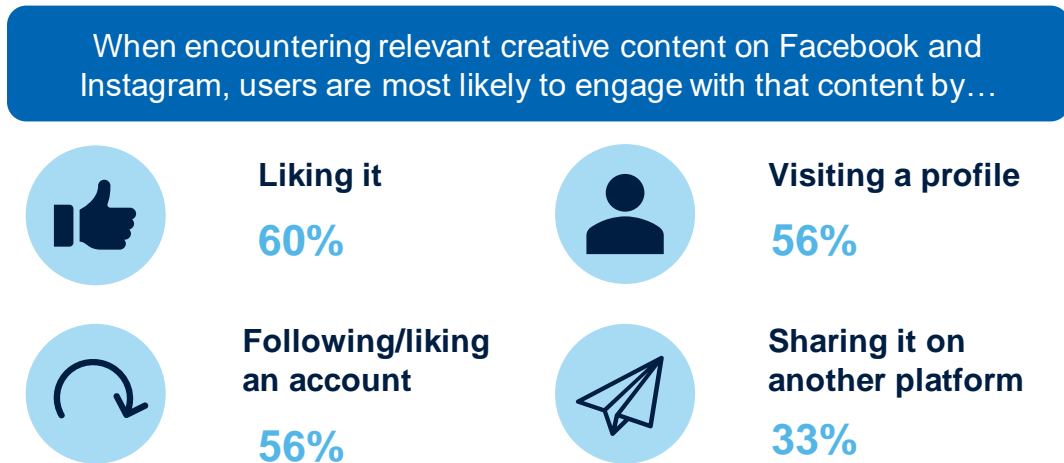 When encountering relevant creative content on Facebook and
Instagram, users are most likely to engage with that content by…
Liking it
60%
Visiting a profile
56%
Following/liking
an account
56%
Sharing it on
another platform
33%